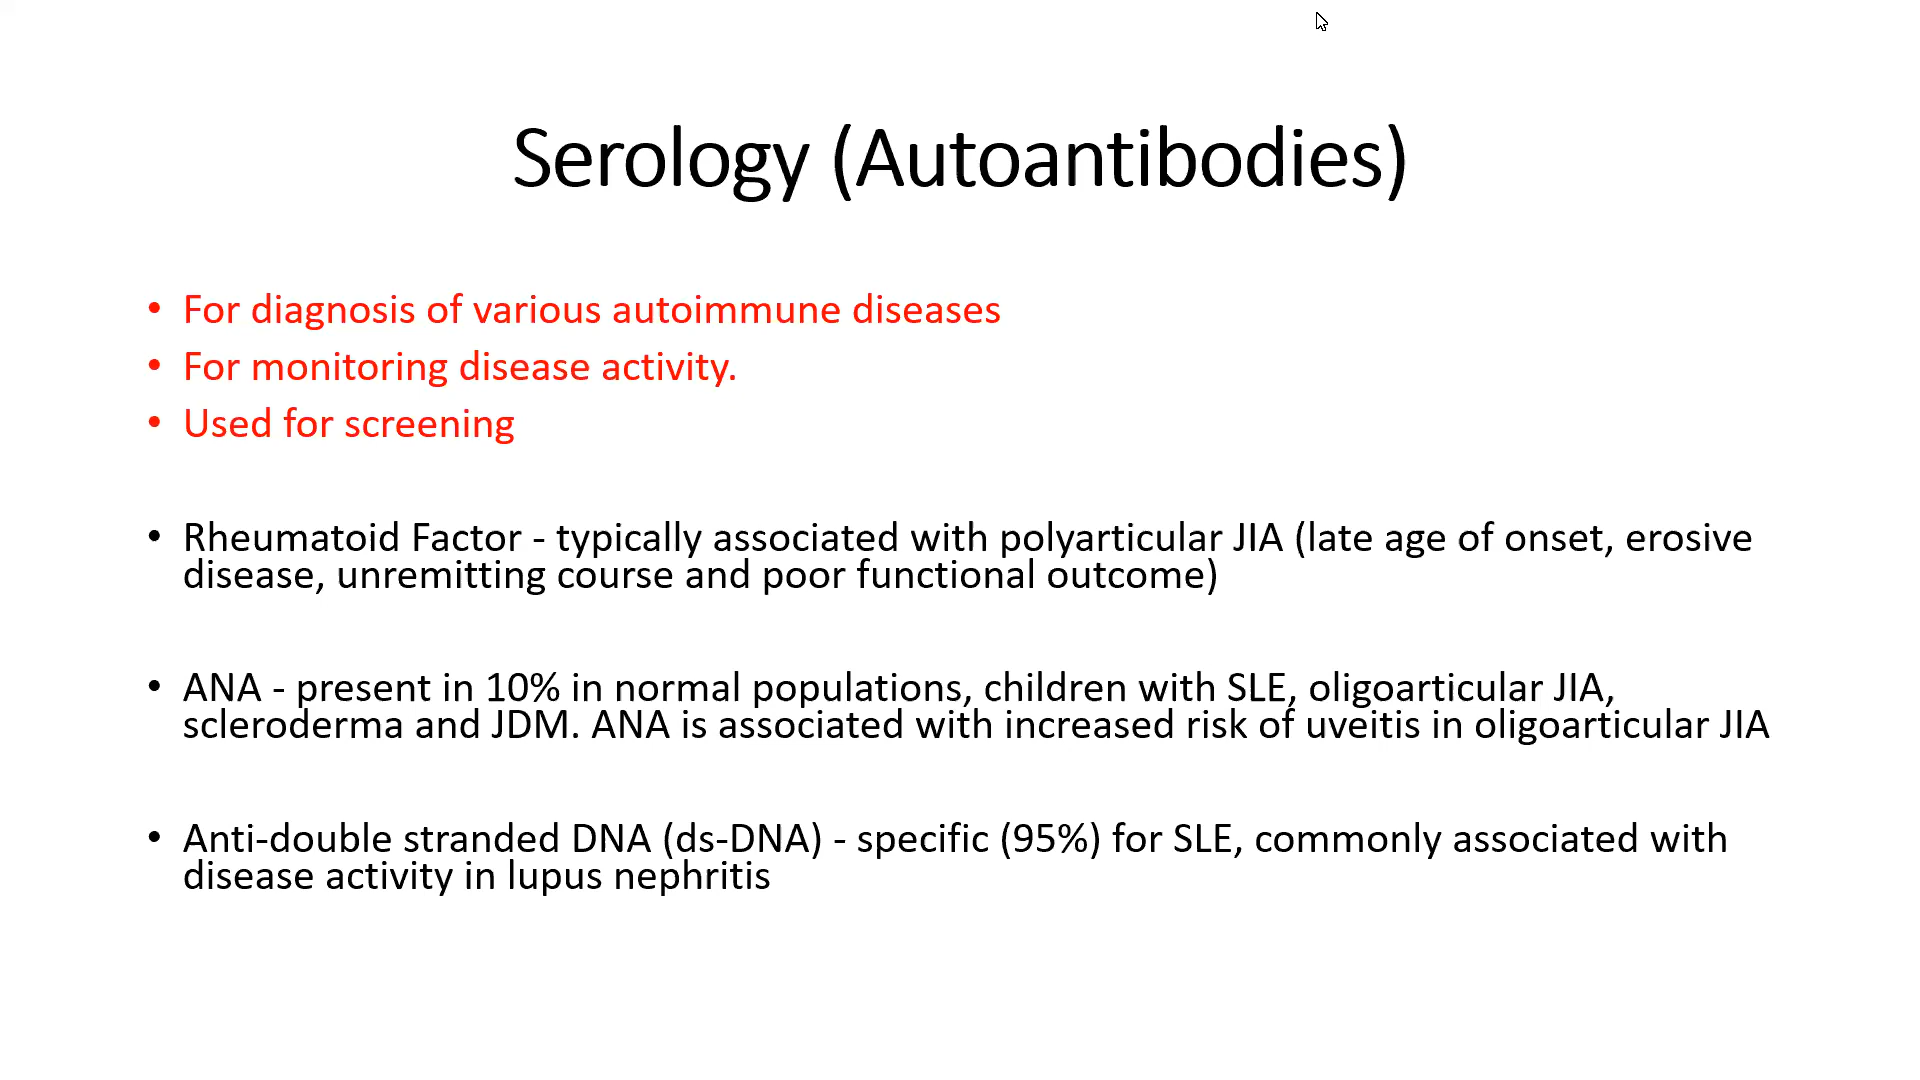 Serology (Autoantibodies)
• For diagnosis of various autoimmune diseases
• For monitoring disease activity.
• Used for screening
• Rheumatoid Factor - typically associated with polyarticular JIA (late age of onset, erosive
disease, unremitting course and poor functional outcome)
• ANA - present in 10% in normal populations, children with SLE, oligoarticular JIA,
scleroderma and JDM. ANA is associated with increased risk of uveitis in oligoarticular JIA
• Anti-double stranded DNA (ds-DNA) - specific (95%) for SLE, commonly associated with
disease activity in lupus nephritis